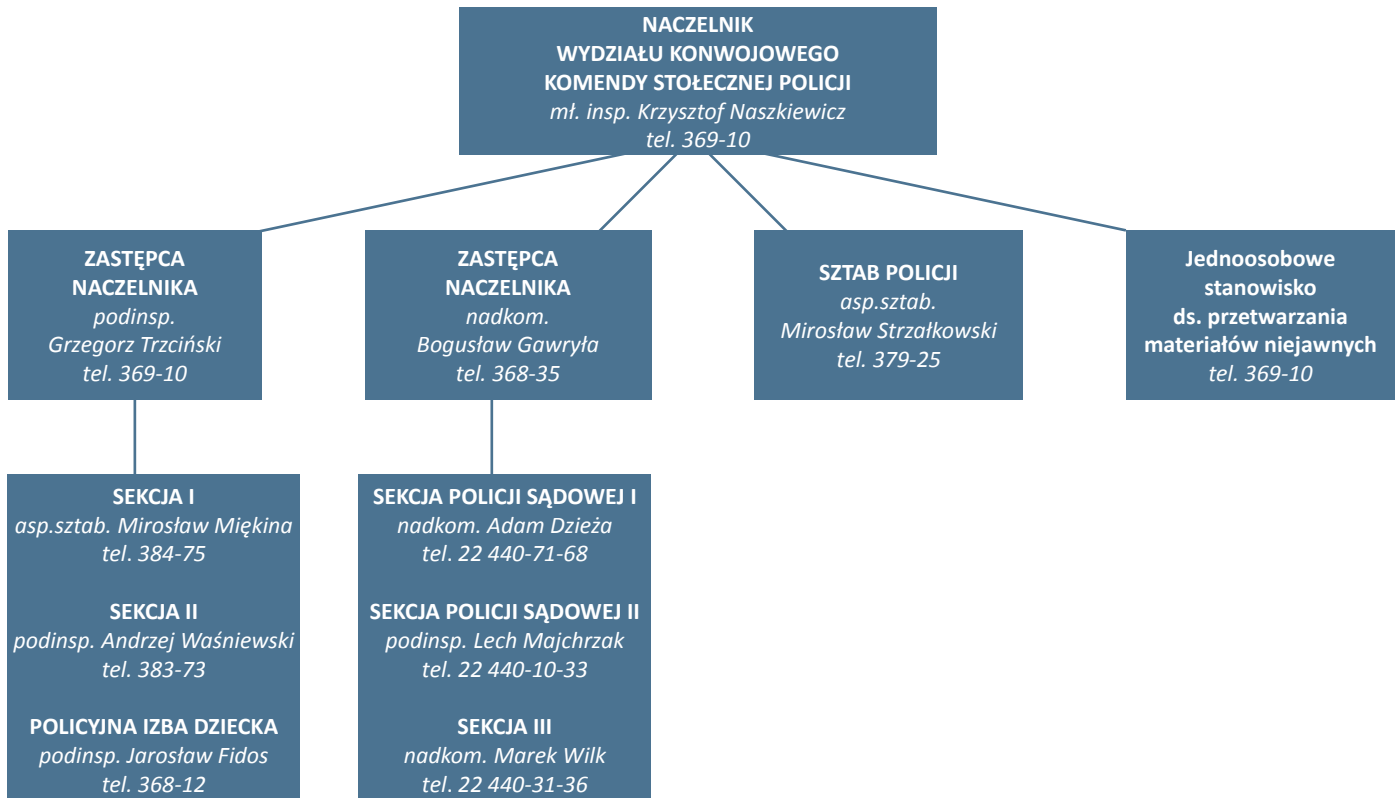 NACZELNIK
WYDZIAŁU KONWOJOWEGO
KOMENDY STOŁECZNEJ POLICJI
mł. insp. Krzysztof Naszkiewicz
tel. 369-10
ZASTĘPCA
NACZELNIKA
podinsp.
Grzegorz Trzciński
tel. 369-10
ZASTĘPCA
NACZELNIKA
nadkom.
Bogusław Gawryła
tel. 368-35
SZTAB POLICJI
asp.sztab.
Mirosław Strzałkowski
tel. 379-25
Jednoosobowe
stanowisko
ds. przetwarzania
materiałów niejawnych
tel. 369-10
SEKCJA I
asp.sztab. Mirosław Miękina
tel. 384-75
SEKCJA II
podinsp. Andrzej Waśniewski
tel. 383-73
POLICYJNA IZBA DZIECKA
podinsp. Jarosław Fidos
tel. 368-12
SEKCJA POLICJI SĄDOWEJ I
nadkom. Adam Dzieża
tel. 22 440-71-68
SEKCJA POLICJI SĄDOWEJ II
podinsp. Lech Majchrzak
tel. 22 440-10-33
SEKCJA III
nadkom. Marek Wilk
tel. 22 440-31-36